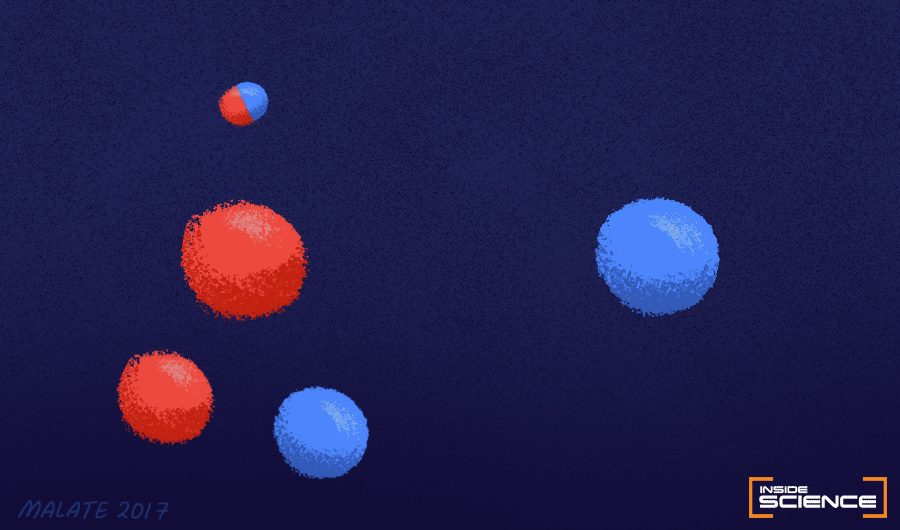 MALATE 2017
INSIDE
SCIENCE